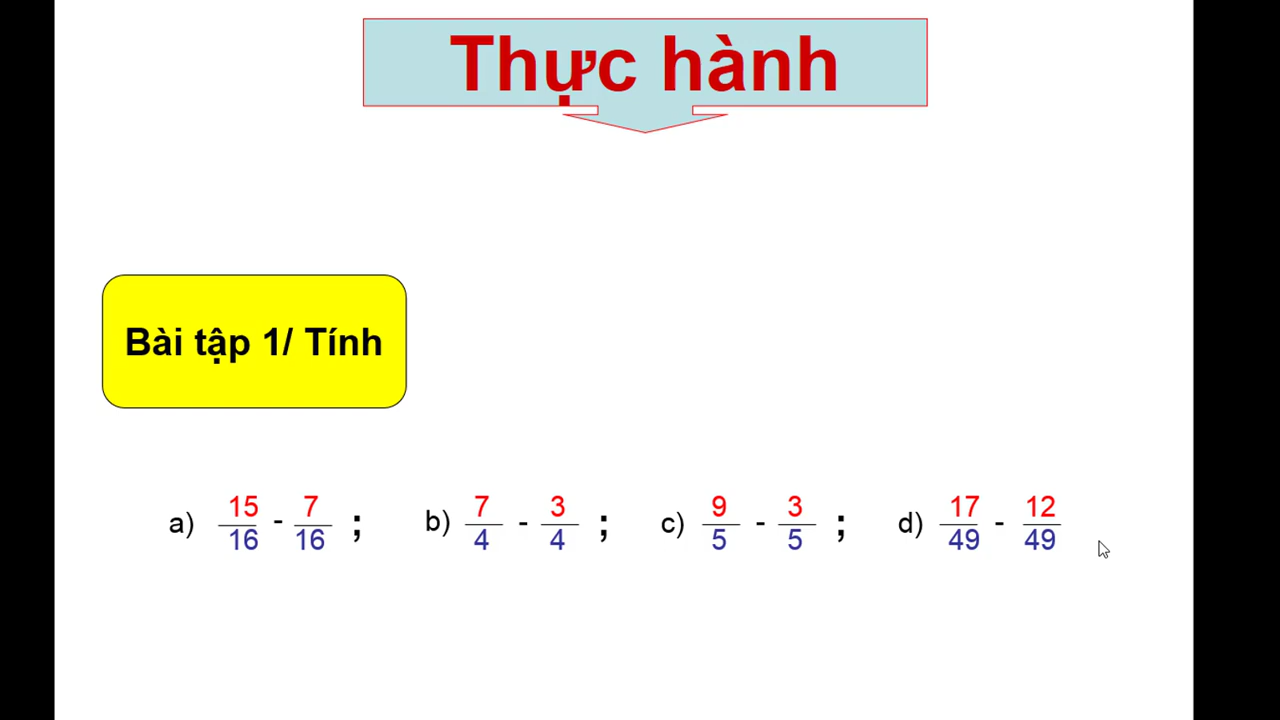 Thực hành
Bài tập 1/ Tính
a) 15/16 - 7/16 ; b) 7/4 - 3/4 ; c) 9/5 - 3/5 ; d) 17/49 - 12/49